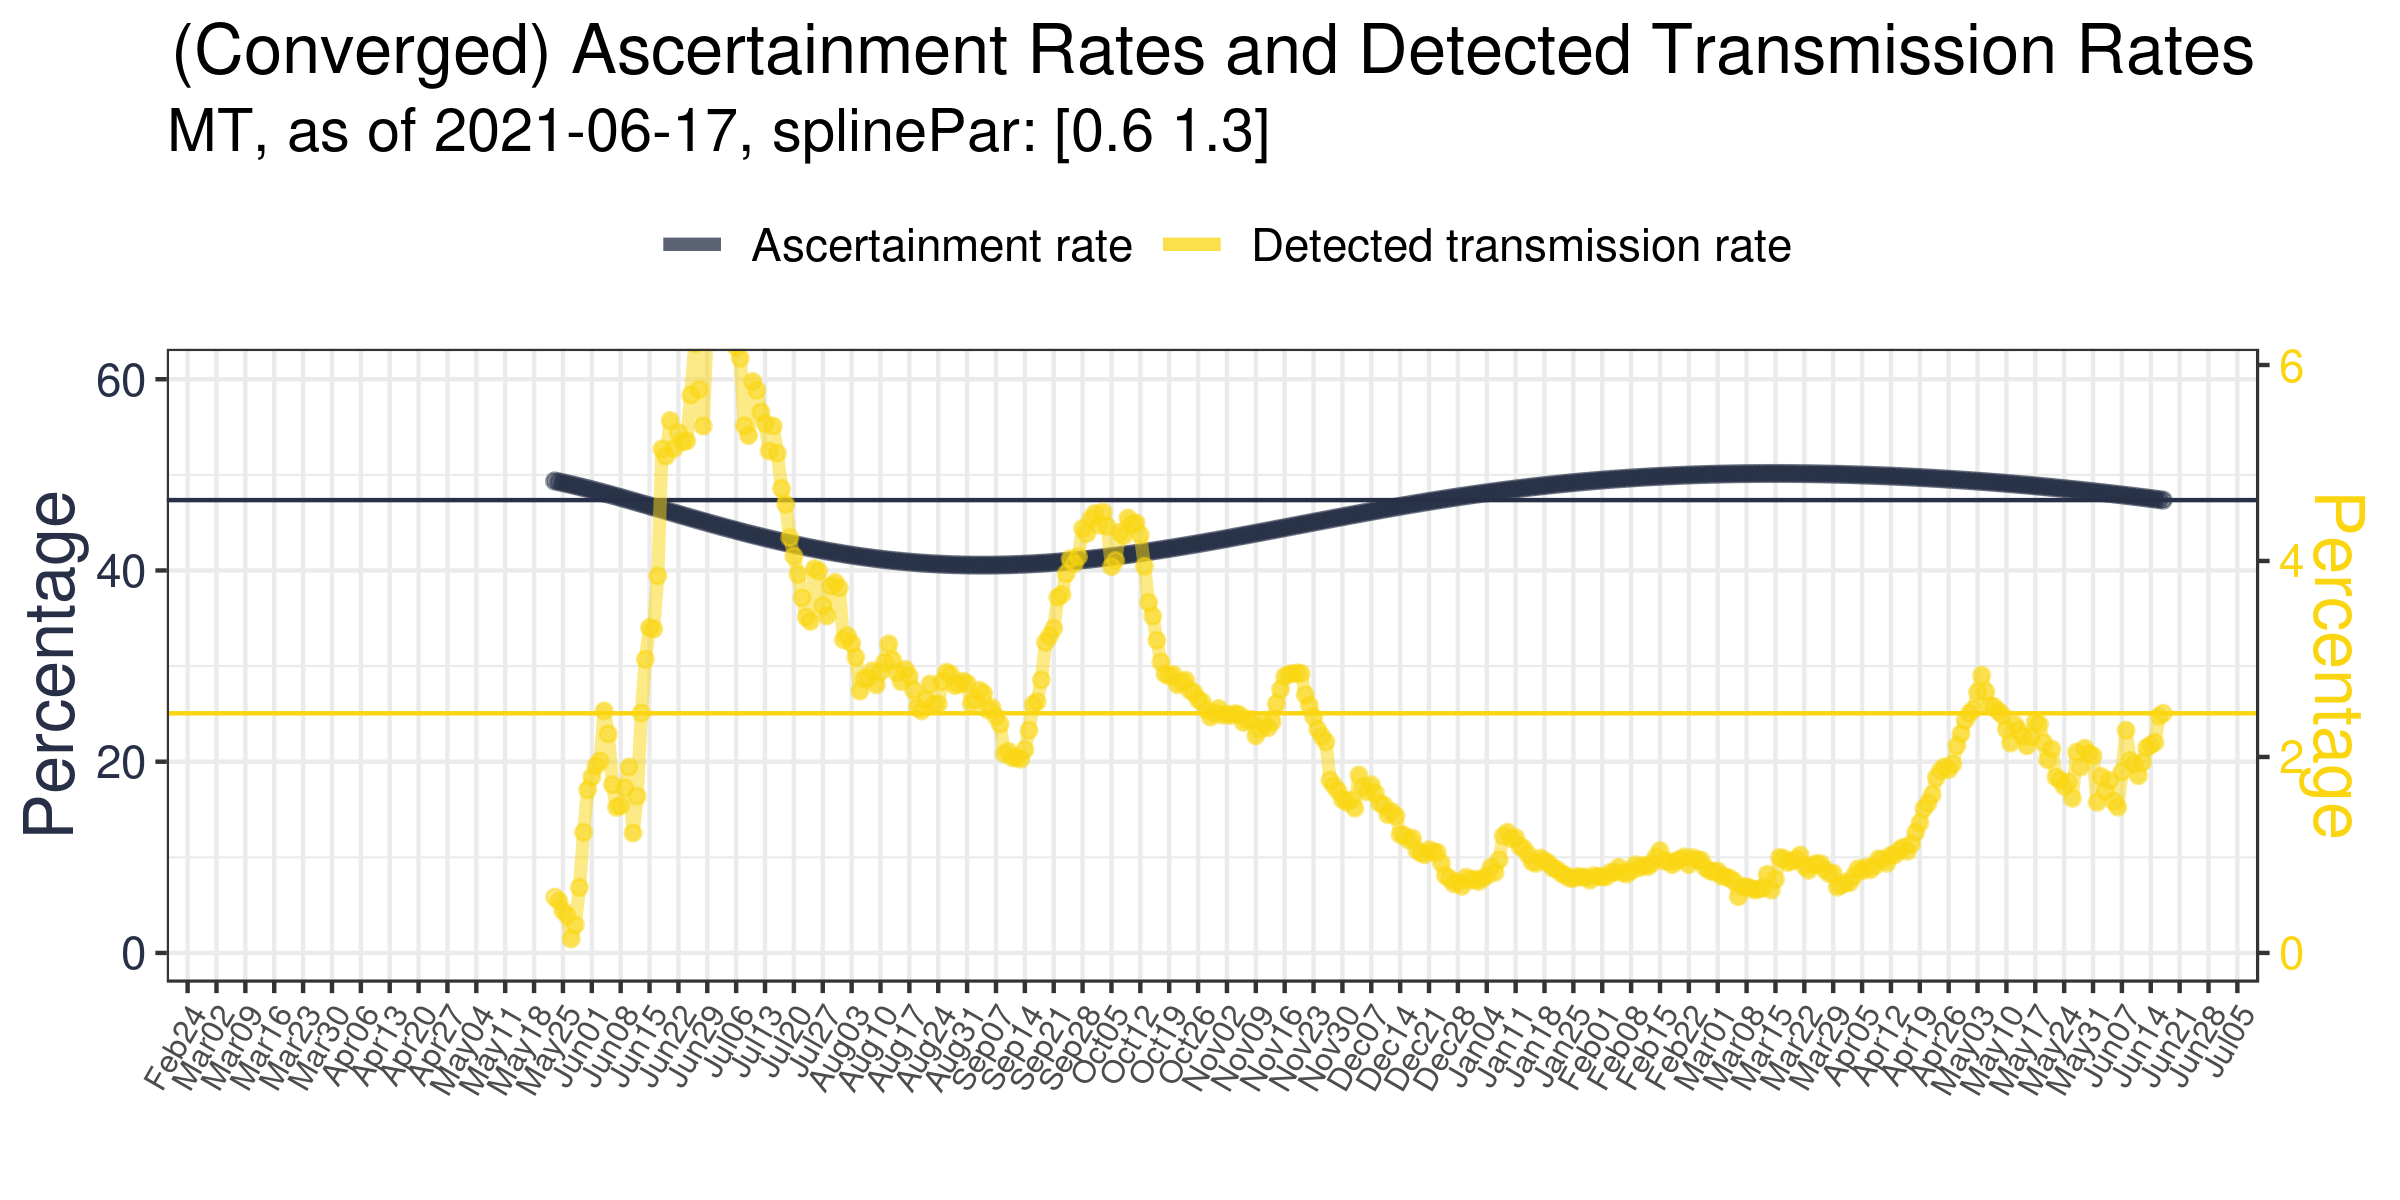 (Converged) Ascertainment Rates and Detected Transmission Rates
MT, as of 2021-06-17, splinePar: [0.6 1.3]
Ascertainment rate
Detected transmission rate
Percentage
60
40
20
0
6
4
2
0
Percentage
Feb24
Mar02
Mar09
Mar16
Mar23
Mar30
Apr06
Apr13
Apr20
Apr27
May04
May11
May18
May25
Jun01
Jun08
Jun15
Jun22
Jun29
Jul06
Jul13
Jul20
Jul27
Aug03
Aug10
Aug17
Aug24
Aug31
Sep07
Sep14
Sep21
Sep28
Oct05
Oct12
Oct19
Oct26
Nov02
Nov09
Nov16
Nov23
Nov30
Dec07
Dec14
Dec21
Dec28
Jan04
Jan11
Jan18
Jan25
Feb01
Feb08
Feb15
Feb22
Mar01
Mar08
Mar15
Mar22
Mar29
Apr05
Apr12
Apr19
Apr26
May03
May10
May17
May24
May31
Jun07
Jun14
Jun21
Jun28
Jul05